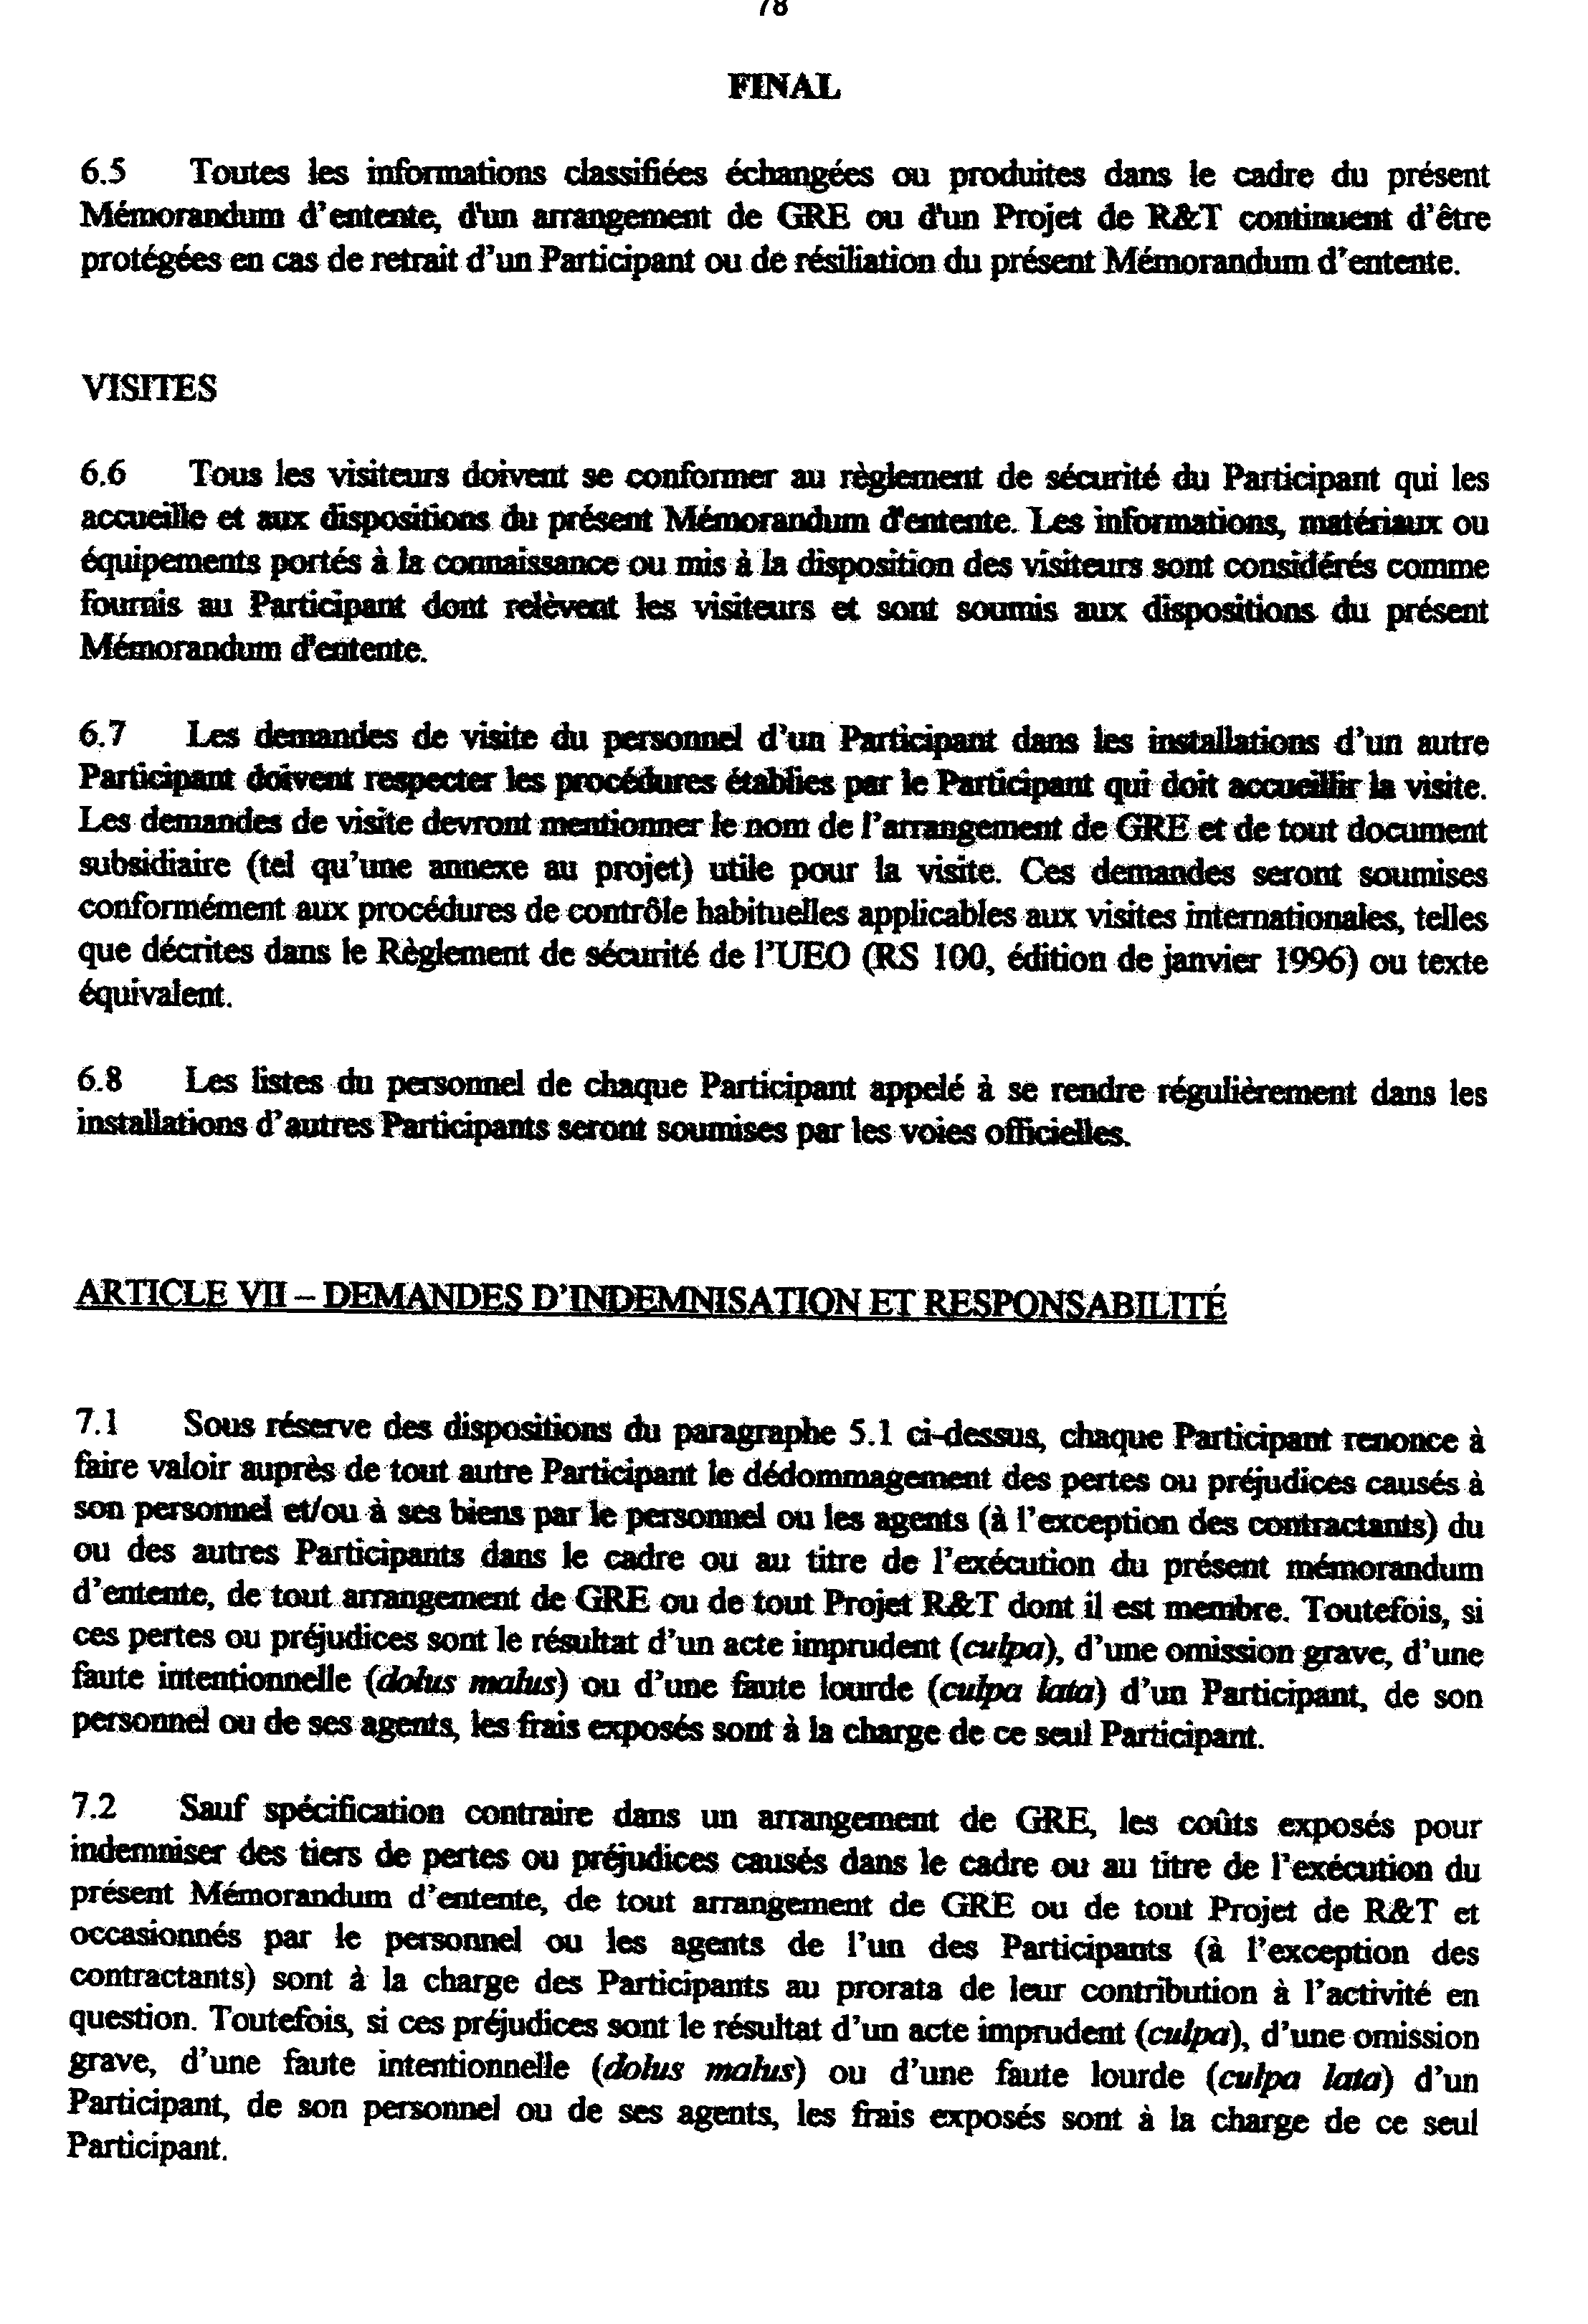 78
FINAL
6.5 Toutes les informations classifiées échangées ou produites dans le cadre du présent
Mémorandum d'entente, d'un arrangement de GRE ou d'un Projet de R&T continuent d'être
protégées en cas de retrait d'un Participant ou de résiliation du présent Mémorandum d'entente.
VISITES
6.6 Tous les visiteurs doivent se conformer au règlement de sécurité du Participant qui les
accueille et aux dispositions du présent Mémorandum d'entente. Les informations, matériaux ou
équipements portés à la connaissance ou mis à la disposition des visiteurs sont considérés comme
fournis au Participant dont relèvent les visiteurs et sont soumis aux dispositions du présent
Mémorandum d'entente.
6.7 Les demandes de visite du personnel d'un Participant dans les installations d'un autre
Participant doivent respecter les procédures établies par le Participant qui doit accueillir la visite.
Les demandes de visite devront mentionner le nom de l'arrangement de GRE et de tout document
subsidiaire (tel qu'une annexe au projet) utile pour la visite. Ces demandes seront soumises
conformément aux procédures de contrôle habituelles applicables aux visites internationales, telles
que décrites dans le Règlement de sécurité de l'UEO (RS 100, édition de janvier 1996) ou texte
équivalent.
6.8 Les listes du personnel de chaque Participant appelé à se rendre régulièrement dans les
installations d'autres Participants seront soumises par les voies officielles.
ARTICLE VII – DEMANDES D'INDEMNISATION ET RESPONSABILITÉ
7.1 Sous réserve des dispositions du paragraphe 5.1 ci-dessus, chaque Participant renonce à
faire valoir auprès de tout autre Participant le dédommagement des pertes ou préjudices causés à
son personnel et/ou à ses biens par le personnel ou les agents (à l'exception des contractants) du
ou des autres Participants dans le cadre ou au titre de l'exécution du présent mémorandum
d'entente, de tout arrangement de GRE ou de tout Projet R&T dont il est membre. Toutefois, si
ces pertes ou préjudices sont le résultat d'un acte imprudent (culpa), d'une omission grave, d'une
faute intentionnelle (dolus malus) ou d'une faute lourde (culpa lata) d'un Participant, de son
personnel ou de ses agents, les frais exposés sont à la charge de ce seul Participant.
7.2 Sauf spécification contraire dans un arrangement de GRE, les coûts exposés pour
indemniser des tiers de pertes ou préjudices causés dans le cadre ou au titre de l'exécution du
présent Mémorandum d'entente, de tout arrangement de GRE ou de tout Projet de R&T et
occasionnés par le personnel ou les agents de l'un des Participants (à l'exception des
contractants) sont à la charge des Participants au prorata de leur contribution à l'activité en
question. Toutefois, si ces préjudices sont le résultat d'un acte imprudent (culpa), d'une omission
grave, d'une faute intentionnelle (dolus malus) ou d'une faute lourde (culpa lata) d'un
Participant, de son personnel ou de ses agents, les frais exposés sont à la charge de ce seul
Participant.